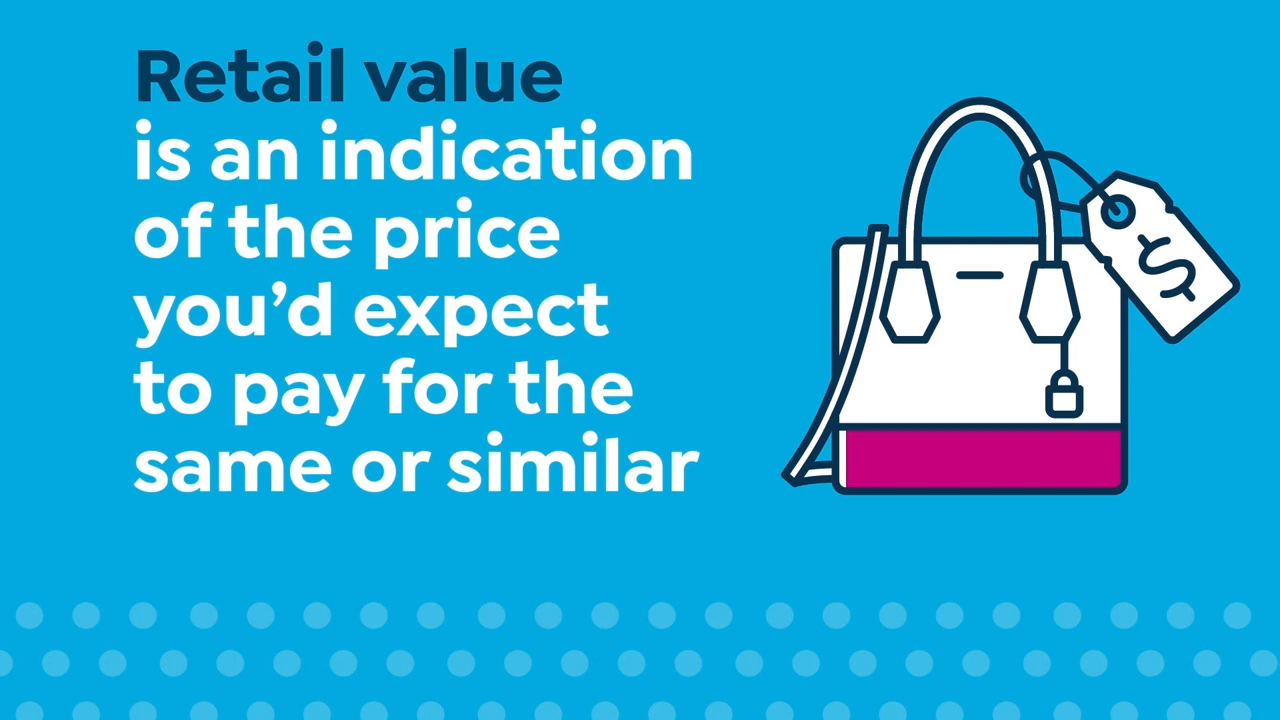 Retail value
is an indication
of the price
you’d expect
to pay for the
same or similar
$